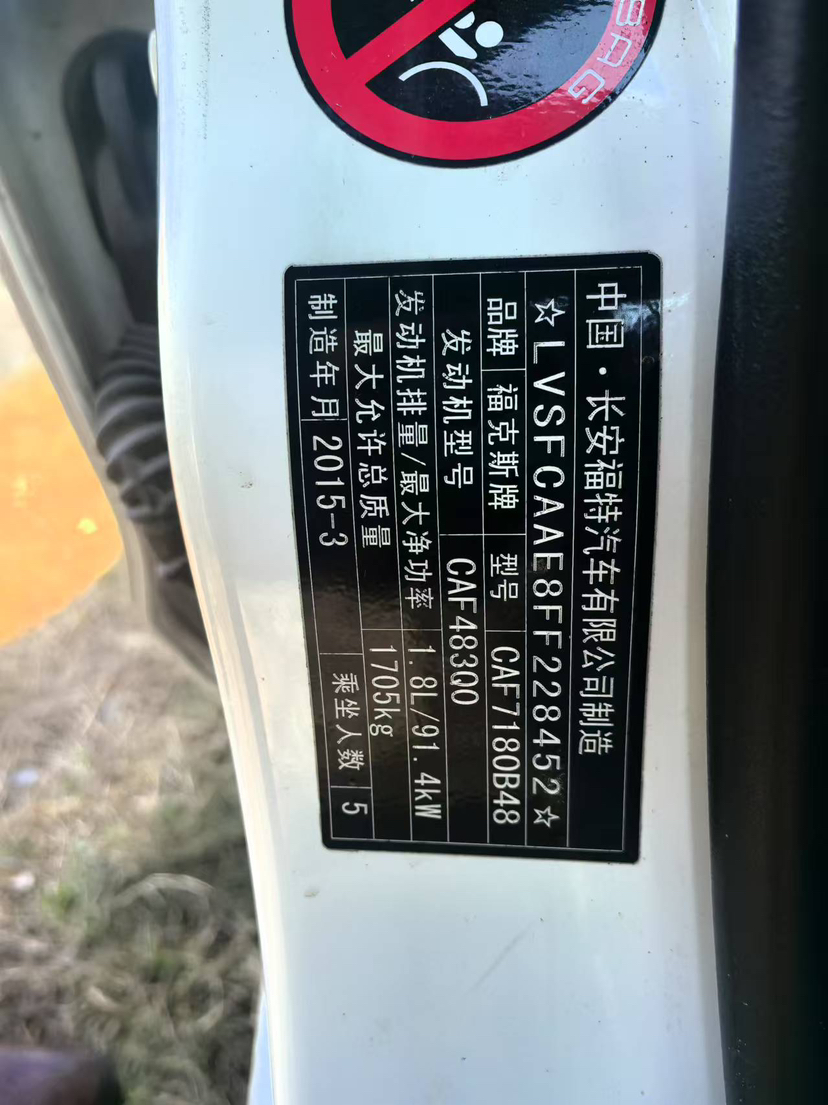 BAG
中国·长安福特汽车有限公司制造
☆LVSFCAAE8FF228452☆
品牌 福克斯牌 型号 CAF7180B48
发动机型号 CAF483Q0
发动机排量/最大净功率 1.8L/91.4kW
最大允许总质量 1705kg
制造年月 2015-3 乘坐人数 5